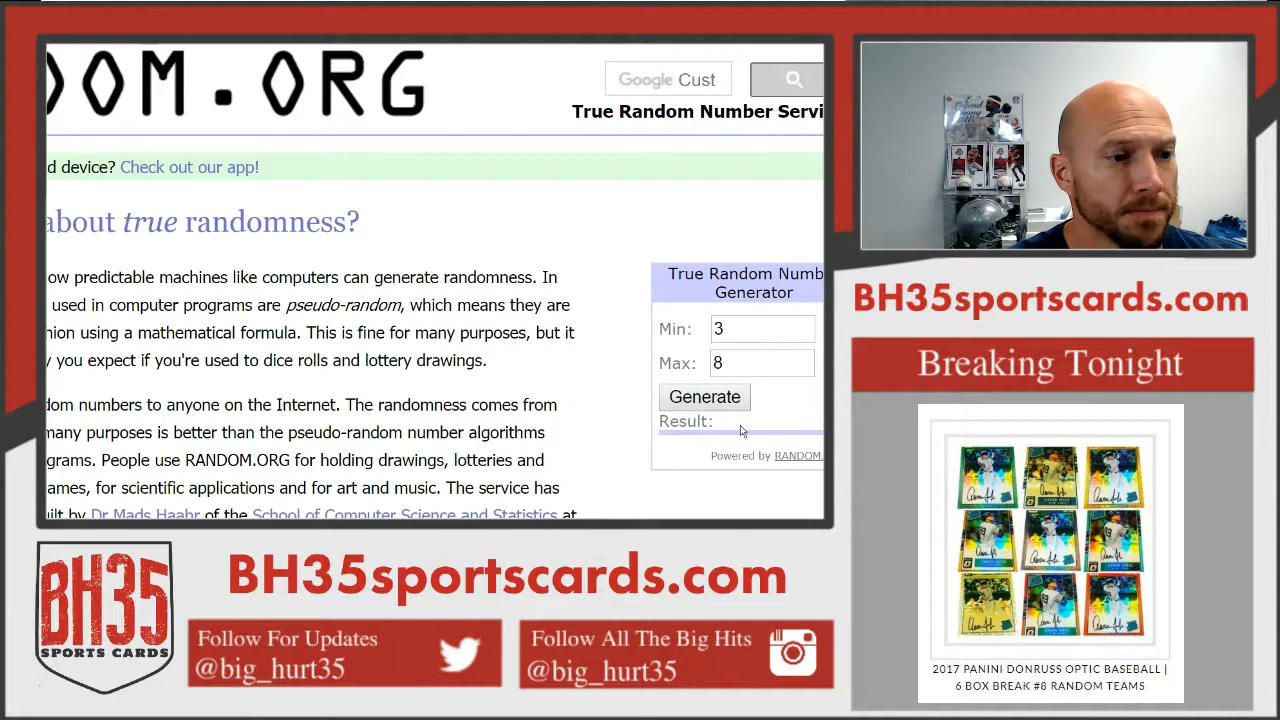 DOM.ORG
Google Cust
True Random Number Servi
d device? Check out our app!
about true randomness?
ow predictable machines like computers can generate randomness. In
used in computer programs are pseudo-random, which means they are
nion using a mathematical formula. This is fine for many purposes, but it
y you expect if you're used to dice rolls and lottery drawings.
dom numbers to anyone on the Internet. The randomness comes from
many purposes is better than the pseudo-random number algorithms
grams. People use RANDOM.ORG for holding drawings, lotteries and
ames, for scientific applications and for art and music. The service has
uilt by Dr Mads Haahr of the School of Computer Science and Statistics at
True Random Numb
Generator
Min: 3
Max: 8
Generate
Result:
Powered by RANDOM.
BH35sportscards.com
Breaking Tonight
2017 PANINI DONRUSS OPTIC BASEBALL |
6 BOX BREAK #8 RANDOM TEAMS
BH35
SPORTS CARDS
BH35sportscards.com
Follow For Updates
@big_hurt35
Follow All The Big Hits
@big_hurt35